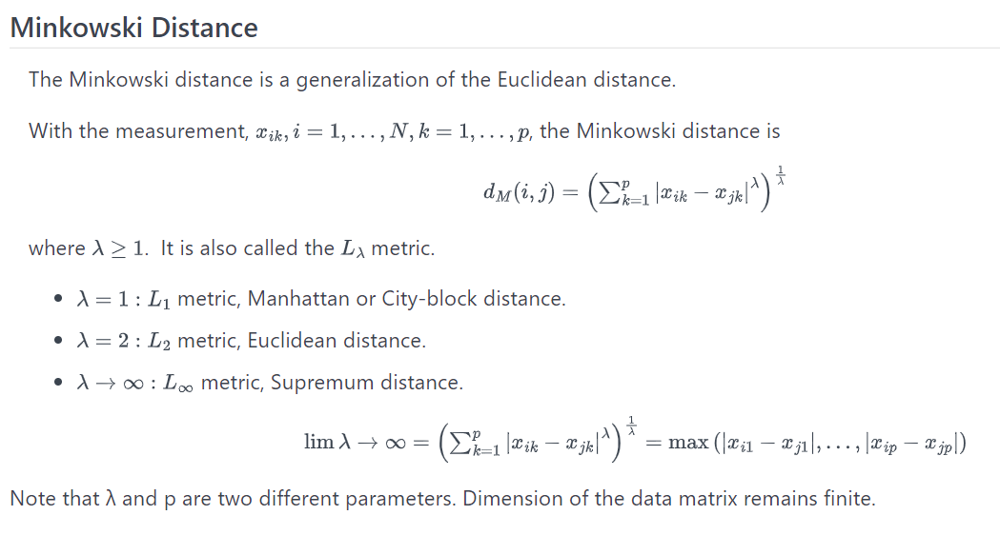 Minkowski Distance
The Minkowski distance is a generalization of the Euclidean distance.
With the measurement, $x_{ik}, i = 1, \ldots, N, k = 1, \ldots, p$, the Minkowski distance is
$d_M(i, j) = \left( \sum_{k=1}^{p} |x_{ik} - x_{jk}|^{\lambda} \right)^{\frac{1}{\lambda}}$
where $\lambda \geq 1$. It is also called the $L_{\lambda}$ metric.
• $\lambda = 1 : L_1$ metric, Manhattan or City-block distance.
• $\lambda = 2 : L_2$ metric, Euclidean distance.
• $\lambda \to \infty : L_{\infty}$ metric, Supremum distance.
$\lim \lambda \to \infty = \left( \sum_{k=1}^{p} |x_{ik} - x_{jk}|^{\lambda} \right)^{\frac{1}{\lambda}} = \max \left( |x_{i1} - x_{j1}|, \ldots, |x_{ip} - x_{jp}| \right)$
Note that λ and p are two different parameters. Dimension of the data matrix remains finite.